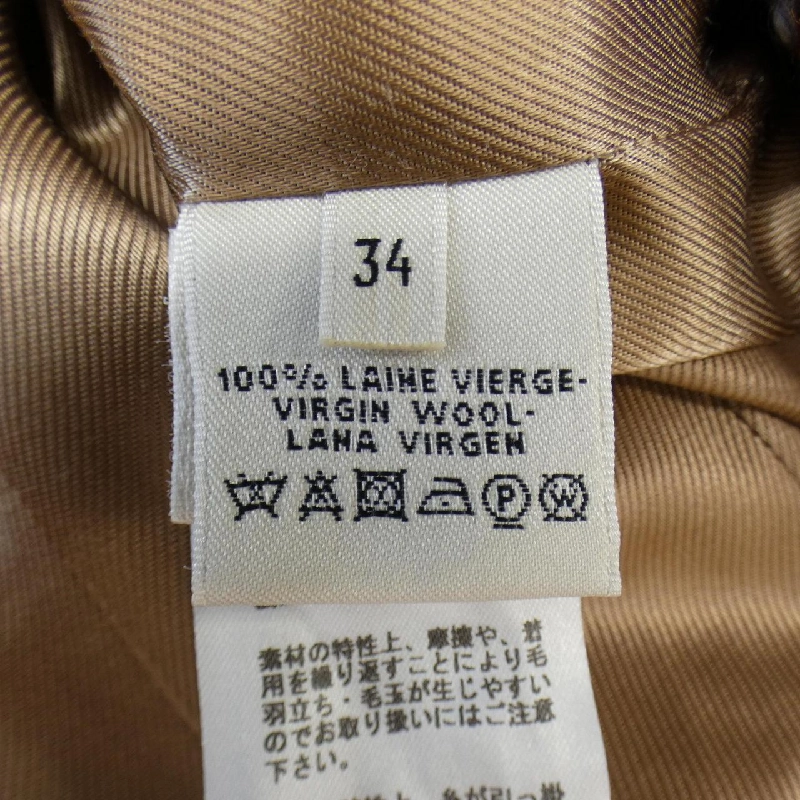 34
100% LAINE VIERGE-
VIRGIN WOOL-
LANA VIRGEN
P W
素材の特性上、摩擦や、着
用を繰り返すことにより毛
羽立ち・毛玉が生じやすい
のでお取り扱いにはご注意
下さい。